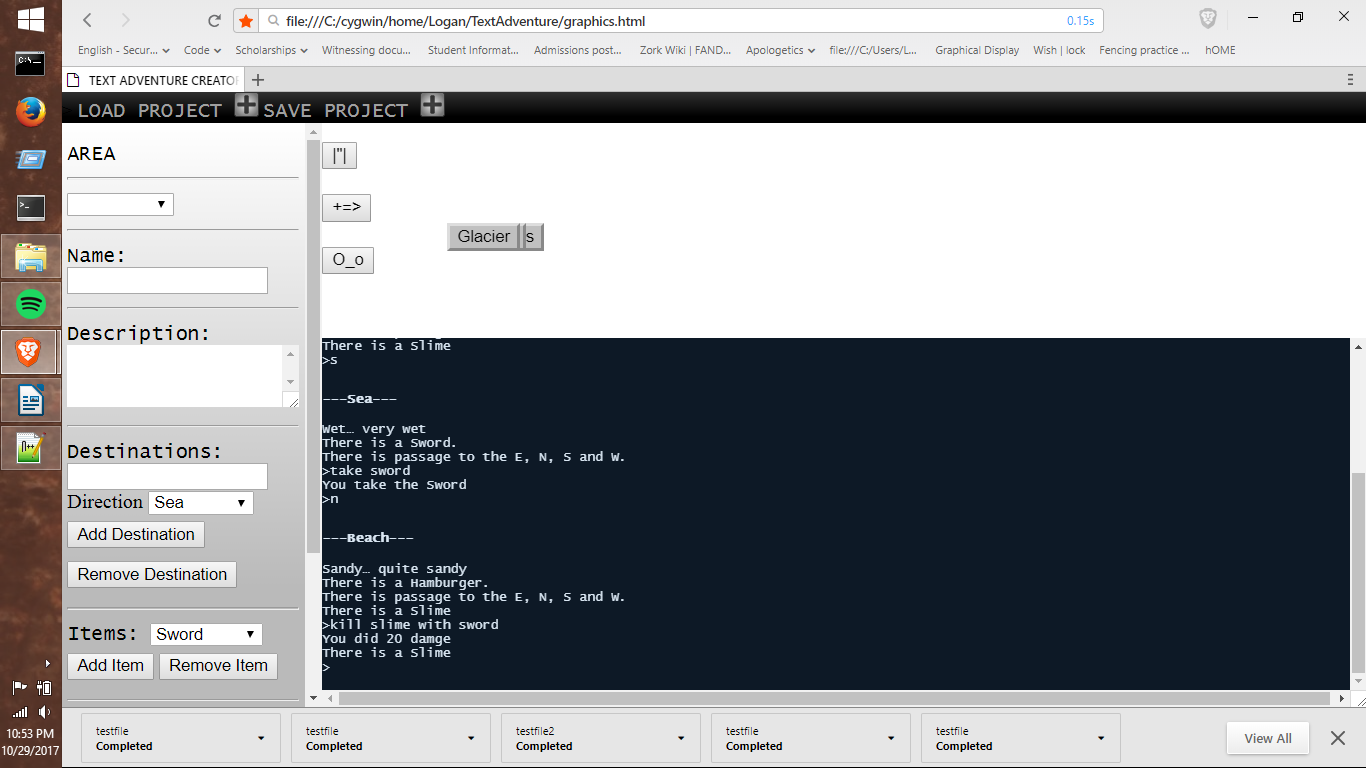 file:///C:/cygwin/home/Logan/TextAdventure/graphics.html
0.15s
English - Secur...
Code
Scholarships
Witnessing docu...
Student Informat...
Admissions post...
Zork Wiki | FAND...
Apologetics
file:///C:/Users/L...
Graphical Display
Wish | lock
Fencing practice ...
hOME
TEXT ADVENTURE CREATO
LOAD PROJECT
SAVE PROJECT
AREA
Name:
Description:
Destinations:
Direction Sea
Add Destination
Remove Destination
Items: Sword
Add Item Remove Item
|"|
+=>
O_o
Glacier s
There is a Slime
>s
---Sea---
Wet… very wet
There is a Sword.
There is passage to the E, N, S and W.
>take sword
You take the Sword
>n
---Beach---
Sandy… quite sandy
There is a Hamburger.
There is passage to the E, N, S and W.
There is a Slime
>kill slime with sword
You did 20 damge
There is a Slime
>
testfile
Completed
testfile
Completed
testfile2
Completed
testfile
Completed
testfile
Completed
View All
10:53 PM
10/29/2017